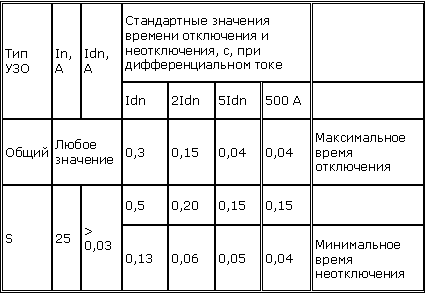 Тип УЗО
In, A
Idn, A
Стандартные значения
времени отключения и
неотключения, с, при
дифференциальном токе
Idn
2Idn
5Idn
500 A
Общий
Любое
значение
0,3
0,15
0,04
0,04
Максимальное
время
отключения
S
25
>
0,03
0,5
0,20
0,15
0,15
0,13
0,06
0,05
0,04
Минимальное
время
неотключения